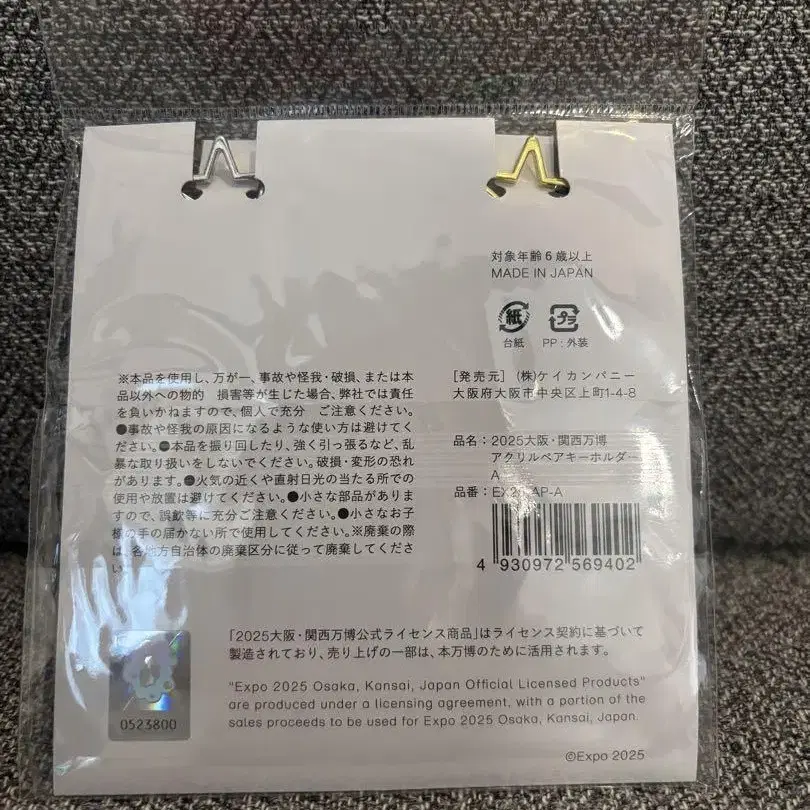 対象年齢6歳以上
MADE IN JAPAN
紙
プラ
台紙
PP:外装
※本品を使用し、万が一、事故や怪我・破損、または本
品以外への物的 損害等が生じた場合、弊社では責任
を負いかねますので、個人で充分 ご注意ください。
●事故や怪我の原因になるような使い方は避けてく
ださい。●本品を振り回したり、強く引っ張るなど、乱
暴な取り扱いをしないでください。破損・変形の恐れ
があります。●火気の近くや直射日光の当たる所での
使用や放置は避けてください。●小さな部品がありま
すので、誤飲等に充分ご注意ください。●小さなお子
様の手の届かない所で使用してください。※廃棄の際
は、各地方自治体の廃棄区分に従って廃棄してくださ
い。
[発売元] (株)ケイカンパニー
大阪府大阪市中央区上町1-4-8
品名:2025大阪・関西万博
アクリルペアキーホルダー
A
品番:AP-A
4 930972 569402
「2025大阪・関西万博公式ライセンス商品」はライセンス契約に基づいて
製造されており、売り上げの一部は、本万博のために活用されます。
"Expo 2025 Osaka, Kansai, Japan Official Licensed Products"
are produced under a licensing agreement, with a portion of the
sales proceeds to be used for Expo 2025 Osaka, Kansai, Japan.
0523800
©Expo 2025